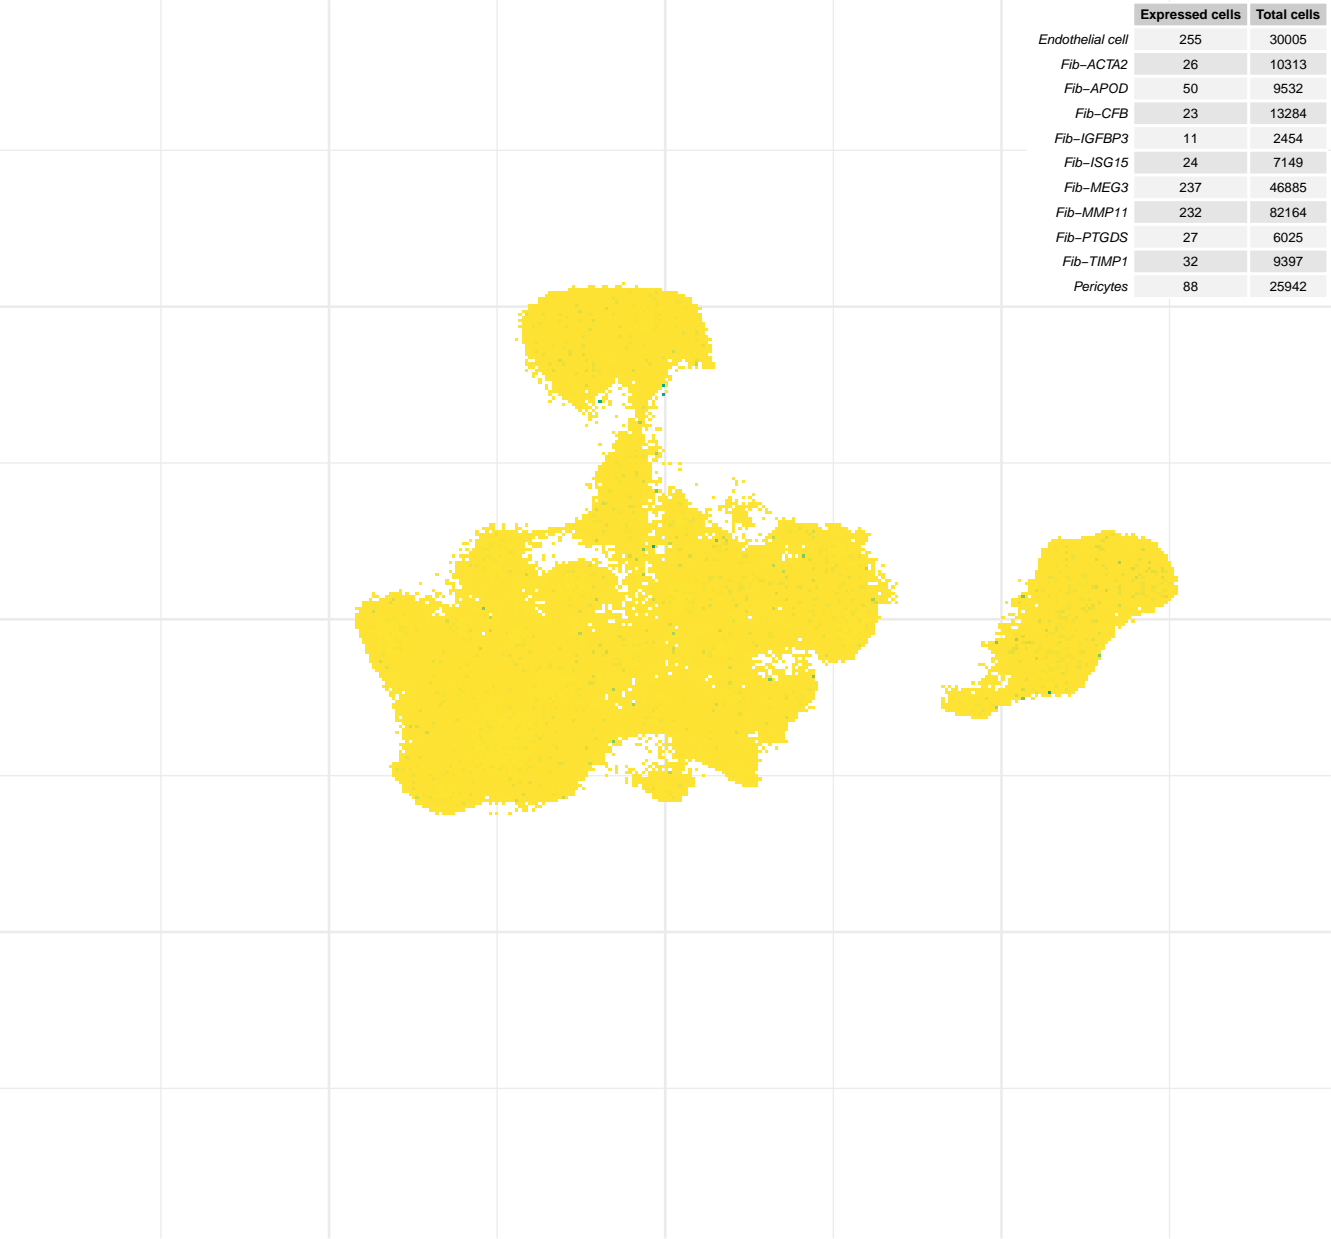 Expressed cells Total cells
Endothelial cell 255 30005
Fib−ACTA2 26 10313
Fib−APOD 50 9532
Fib−CFB 23 13284
Fib−IGFBP3 11 2454
Fib−ISG15 24 7149
Fib−MEG3 237 46885
Fib−MMP11 232 82164
Fib−PTGDS 27 6025
Fib−TIMP1 32 9397
Pericytes 88 25942